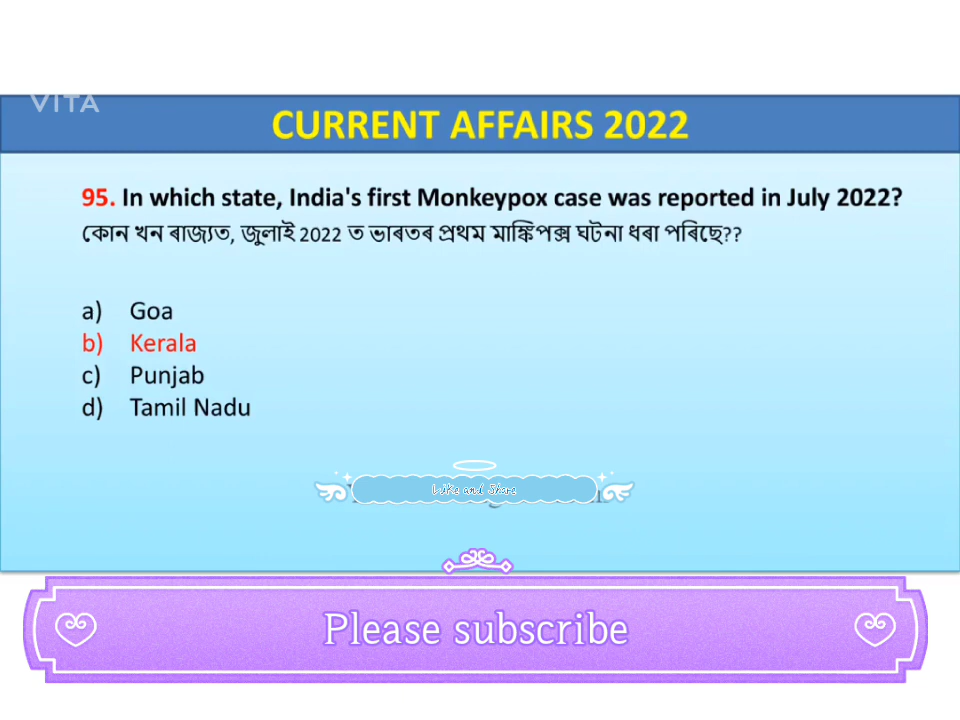 VITA
CURRENT AFFAIRS 2022
95. In which state, India's first Monkeypox case was reported in July 2022?
কোন খন ৰাজ্যত, জুলাই 2022 ত ভাৰতৰ প্ৰথম মাঙ্কিপক্স ঘটনা ধৰা পৰিছে??
a) Goa
b) Kerala
c) Punjab
d) Tamil Nadu
Like and Share
Please subscribe